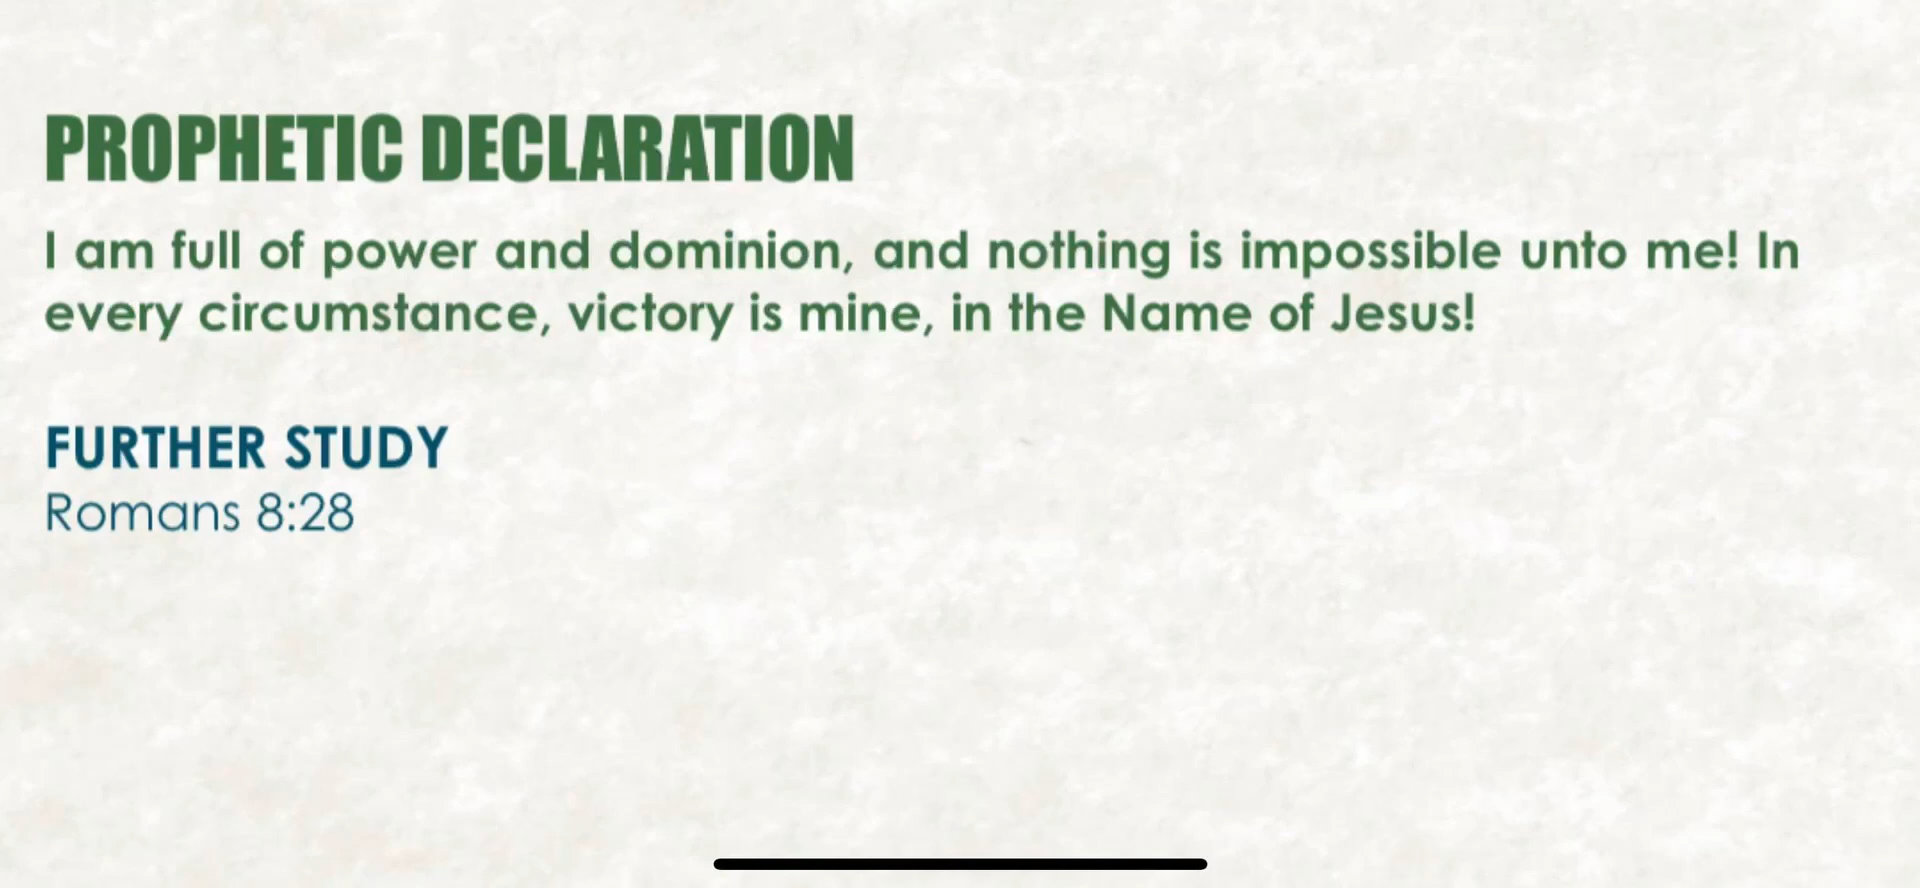 PROPHETIC DECLARATION
I am full of power and dominion, and nothing is impossible unto me! In
every circumstance, victory is mine, in the Name of Jesus!
FURTHER STUDY
Romans 8:28